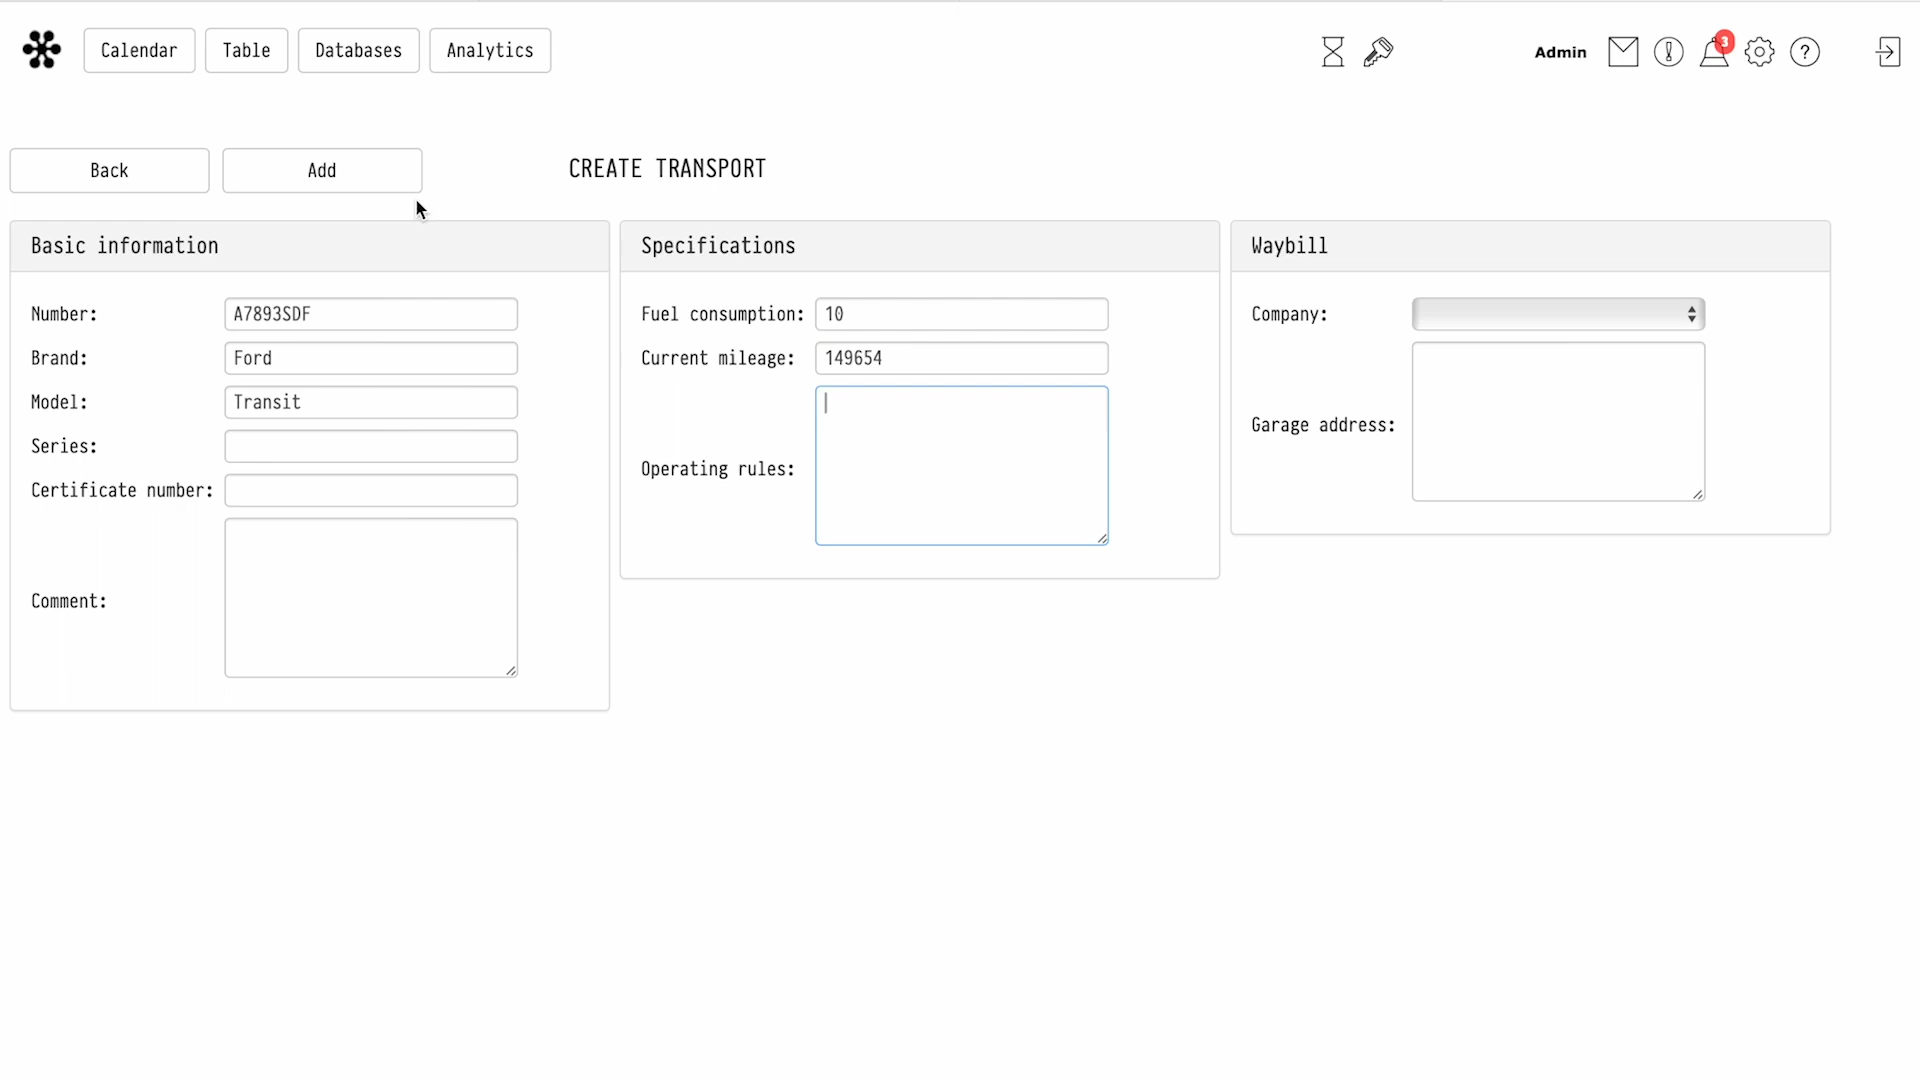 Calendar
Table
Databases
Analytics
Admin
3
?
Back
Add
CREATE TRANSPORT
Basic information
Number:
A7893SDF
Brand:
Ford
Model:
Transit
Series:
Certificate number:
Comment:
Specifications
Fuel consumption:
10
Current mileage:
149654
Operating rules:
Waybill
Company:
Garage address: